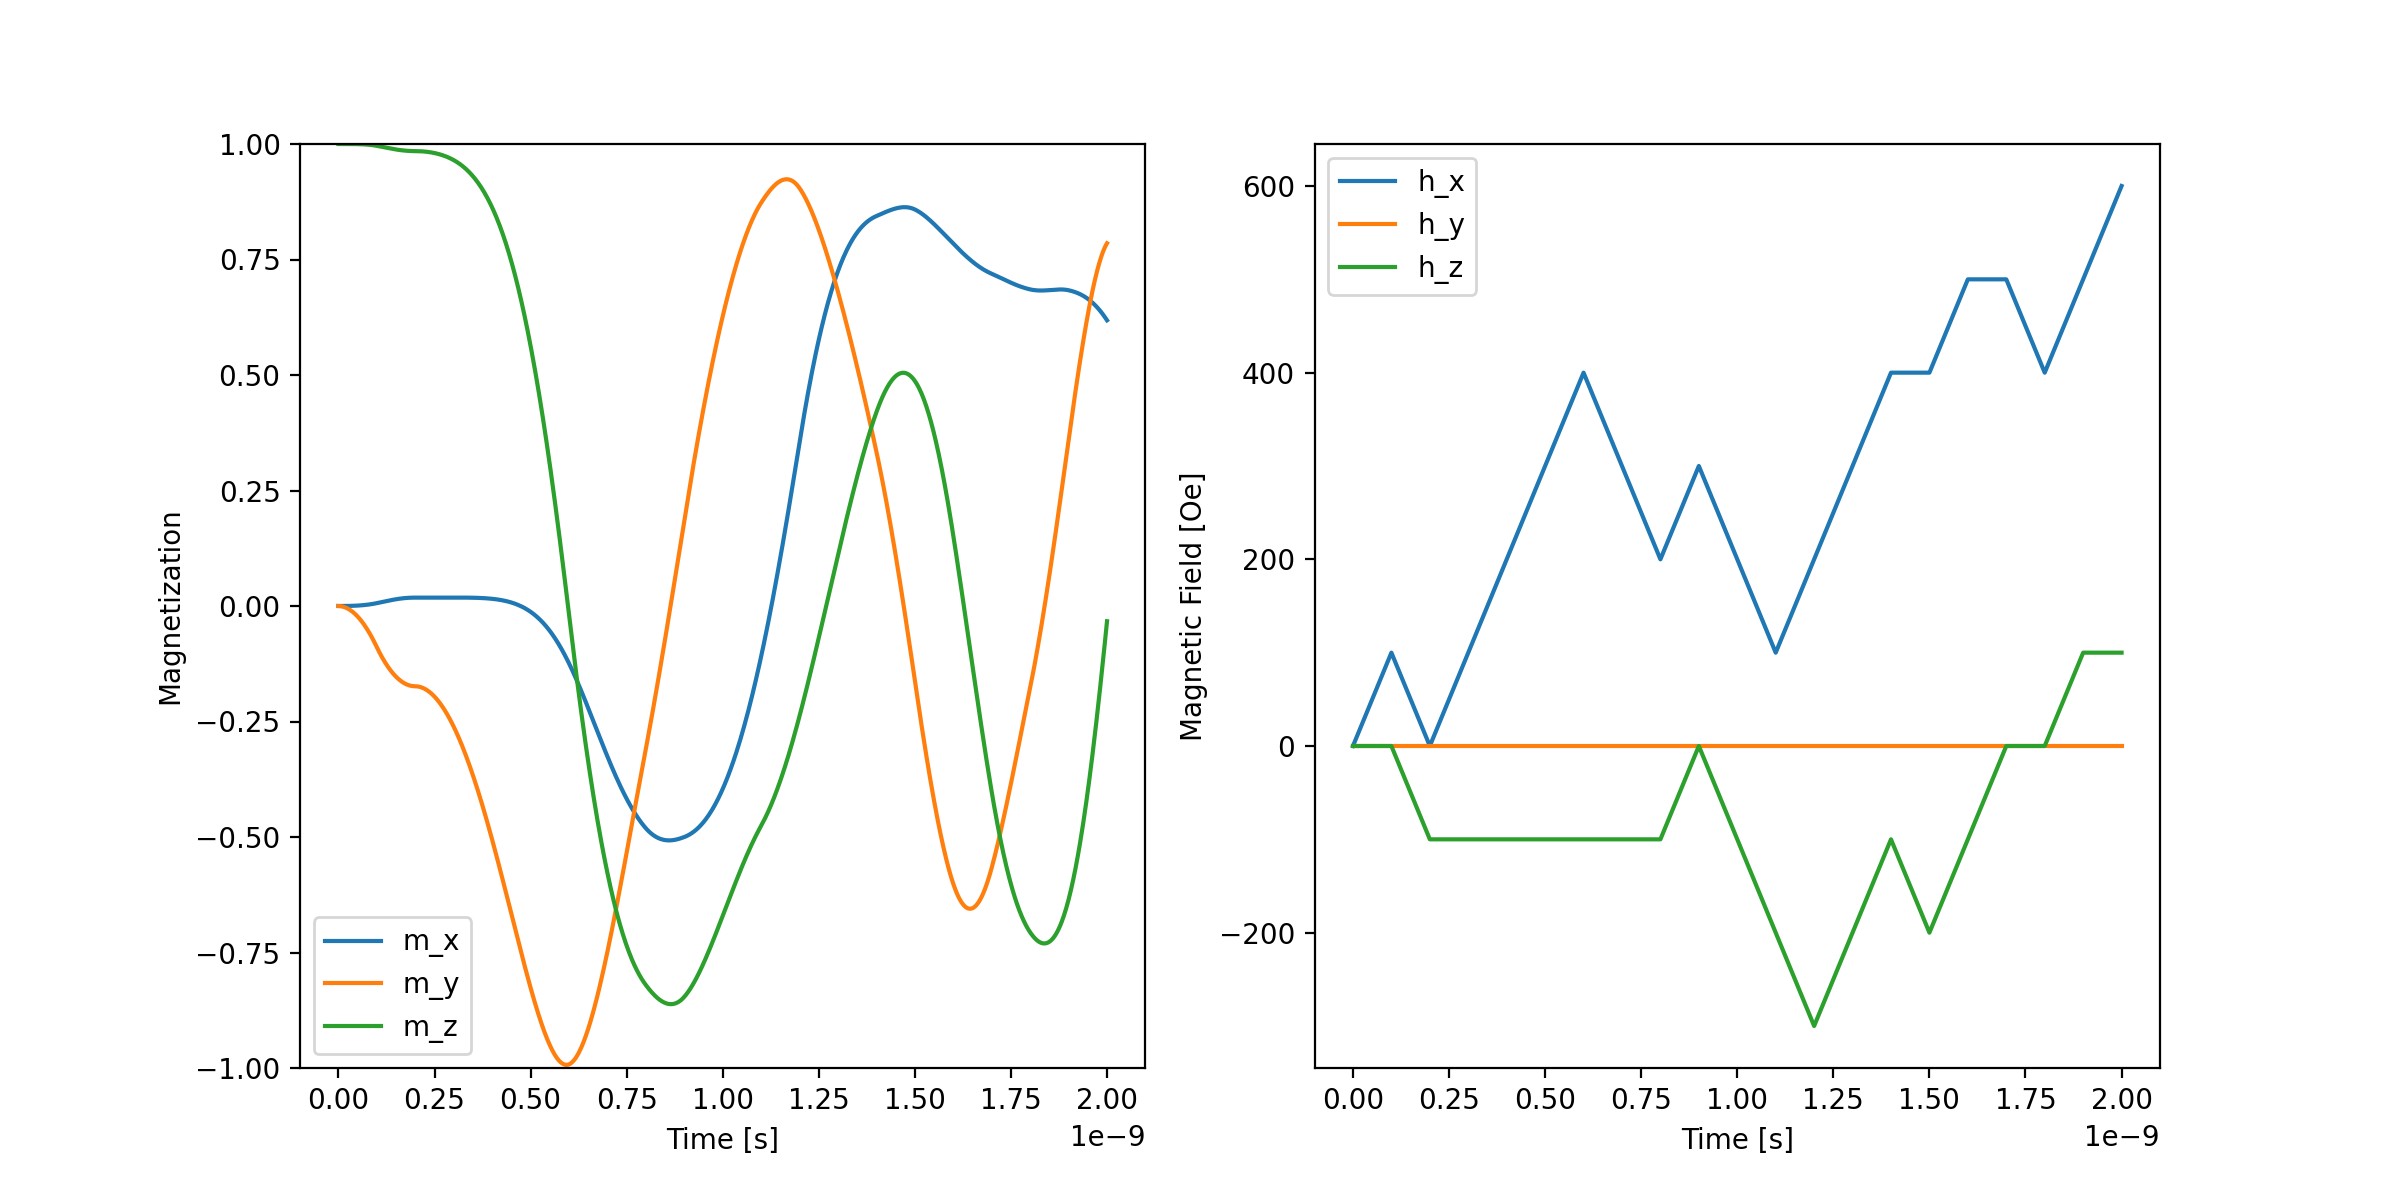 Magnetization
1.00
0.75
0.50
0.25
0.00
−0.25
−0.50
−0.75
−1.00
m_x
m_y
m_z
0.00 0.25 0.50 0.75 1.00 1.25 1.50 1.75 2.00
Time [s]
1e−9
Magnetic Field [Oe]
600
400
200
0
−200
h_x
h_y
h_z
0.00 0.25 0.50 0.75 1.00 1.25 1.50 1.75 2.00
Time [s]
1e−9